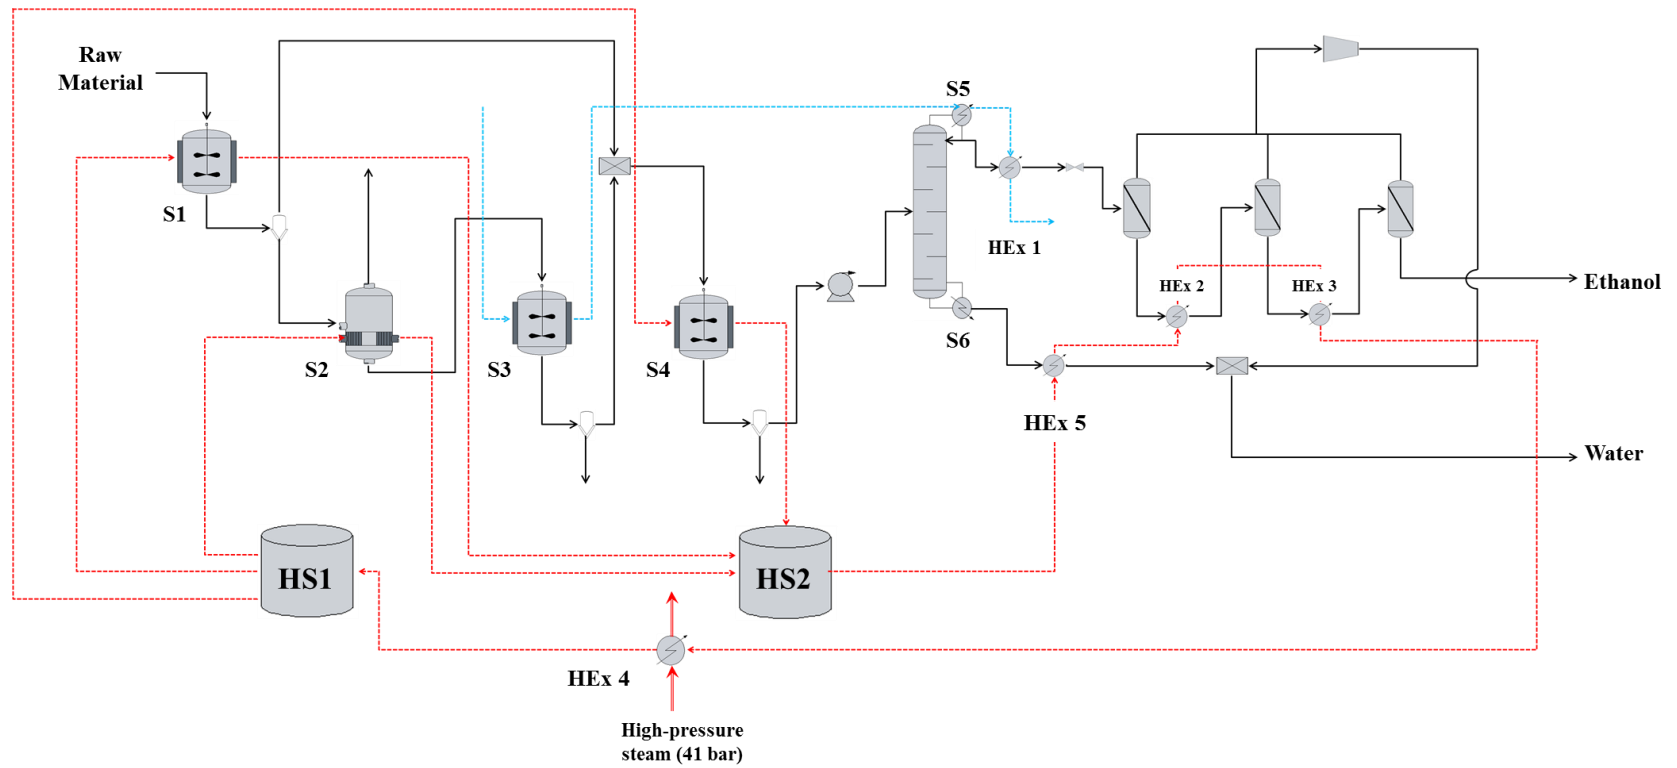 Raw
Material
S1
S2
S3
S4
S5
S6
HEx 1
HEx 2
HEx 3
Ethanol
HEx 5
Water
HS1
HS2
HEx 4
High-pressure
steam (41 bar)